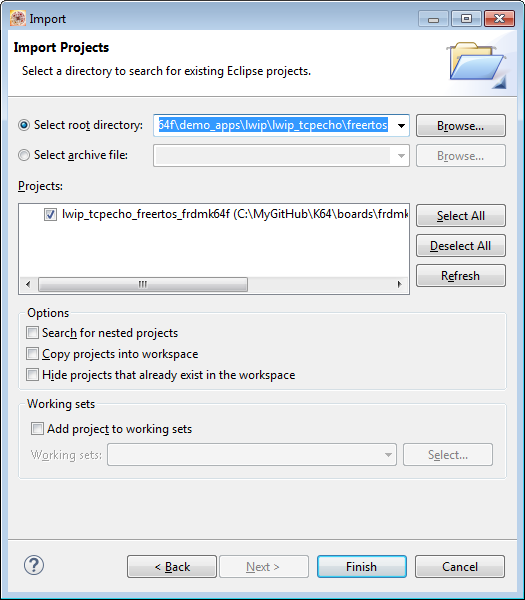 Import
Import Projects
Select a directory to search for existing Eclipse projects.
Select root directory: 64f\demo_apps\lwip\lwip_tcpecho\freertos Browse...
Select archive file: Browse...
Projects:
lwip_tcpecho_freertos_frdmk64f (C:\MyGitHub\K64\boards\frdmk
Select All
Deselect All
Refresh
Options
Search for nested projects
Copy projects into workspace
Hide projects that already exist in the workspace
Working sets
Add project to working sets
Working sets: Select...
? < Back Next > Finish Cancel